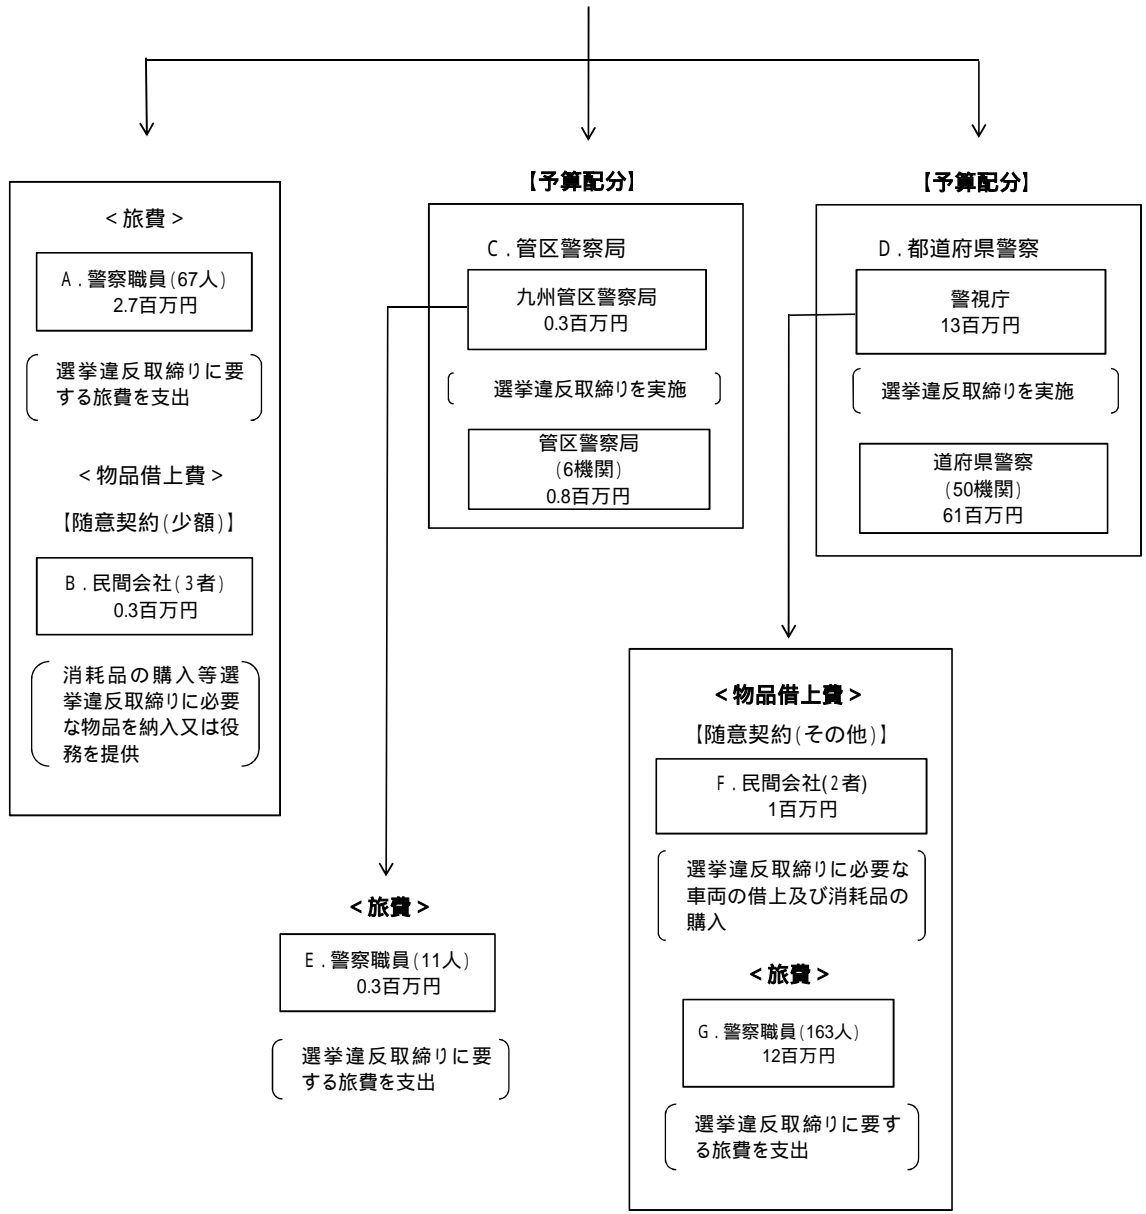 <旅費>
A.警察職員(67人)
2.7百万円
選挙違反取締りに要
する旅費を支出
<物品借上費>
【随意契約(少額)】
B.民間会社(3者)
0.3百万円
消耗品の購入等選
挙違反取締りに必要
な物品を納入又は役
務を提供
【予算配分】
C.管区警察局
九州管区警察局
0.3百万円
選挙違反取締りを実施
管区警察局
(6機関)
0.8百万円
【予算配分】
D.都道府県警察
警視庁
13百万円
選挙違反取締りを実施
道府県警察
(50機関)
61百万円
<旅費>
E.警察職員(11人)
0.3百万円
選挙違反取締りに要
する旅費を支出
<物品借上費>
【随意契約(その他)】
F.民間会社(2者)
1百万円
選挙違反取締りに必要な
車両の借上及び消耗品の
購入
<旅費>
G.警察職員(163人)
12百万円
選挙違反取締りに要す
る旅費を支出